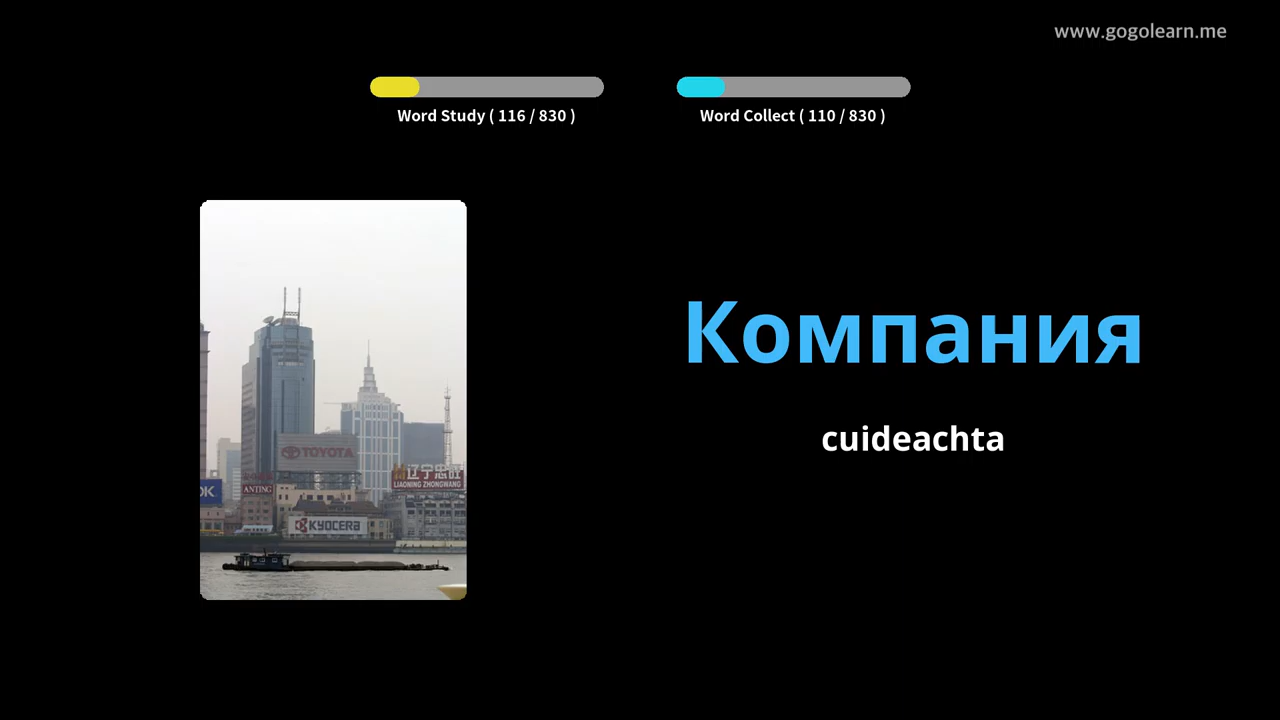 www.gogolearn.me
Word Study ( 116 / 830 )
Word Collect ( 110 / 830 )
Компания
cuideachta
TOYOTA
辽宁忠旺
LIAONING ZHONGWANG
OK
ANTING
KYOCERA